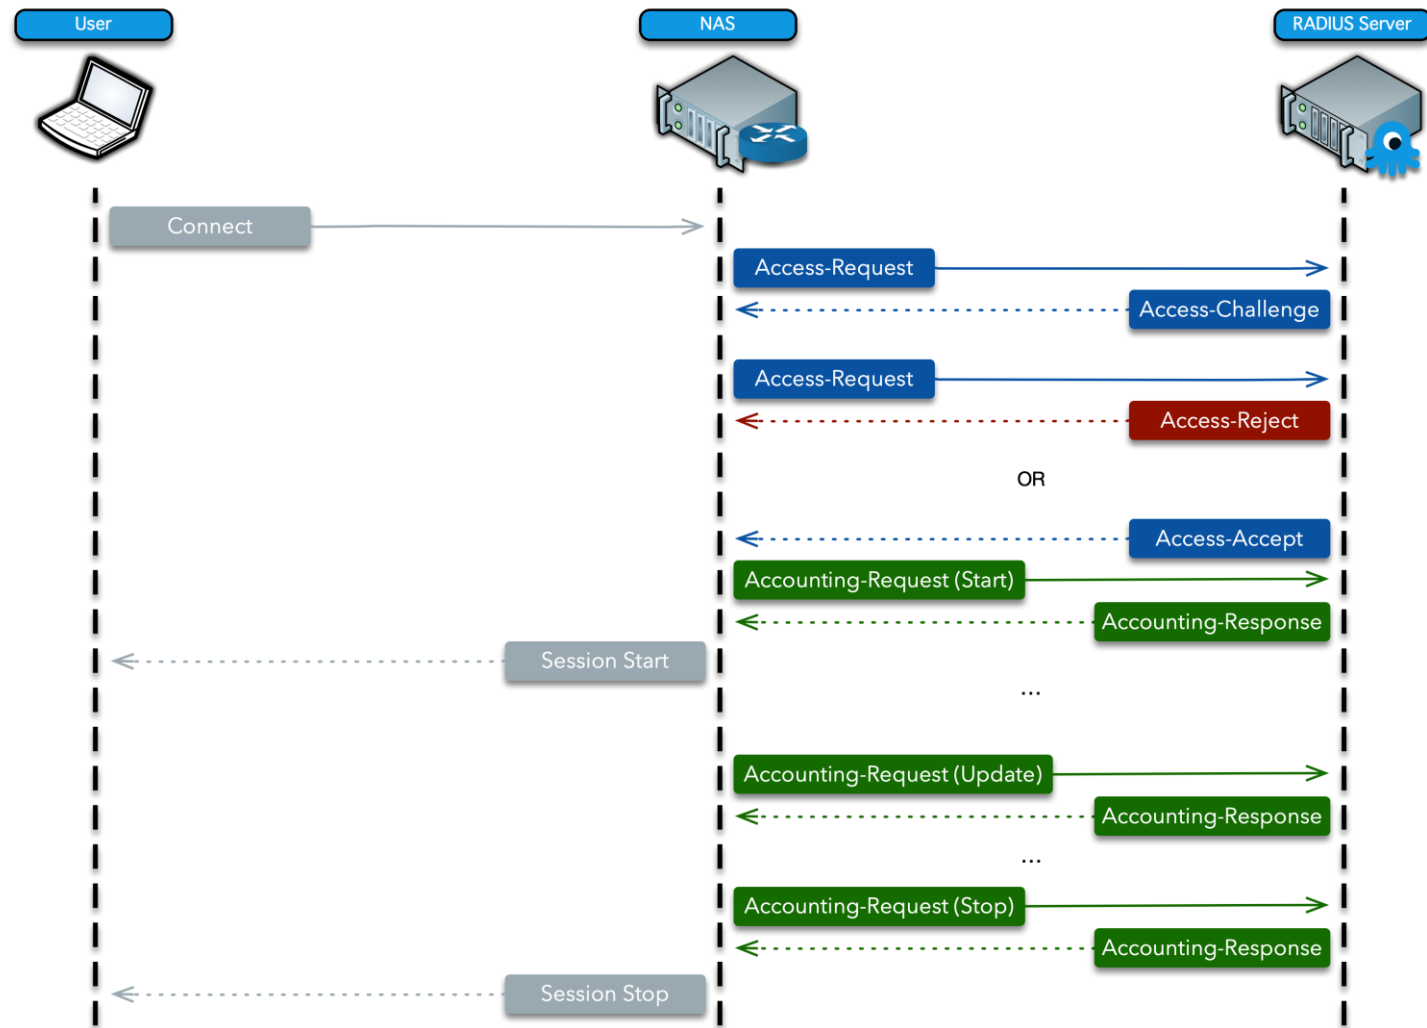 User
NAS
RADIUS Server
Connect
Access-Request
Access-Challenge
Access-Request
Access-Reject
OR
Access-Accept
Accounting-Request (Start)
Accounting-Response
Session Start
...
Accounting-Request (Update)
Accounting-Response
...
Accounting-Request (Stop)
Accounting-Response
Session Stop